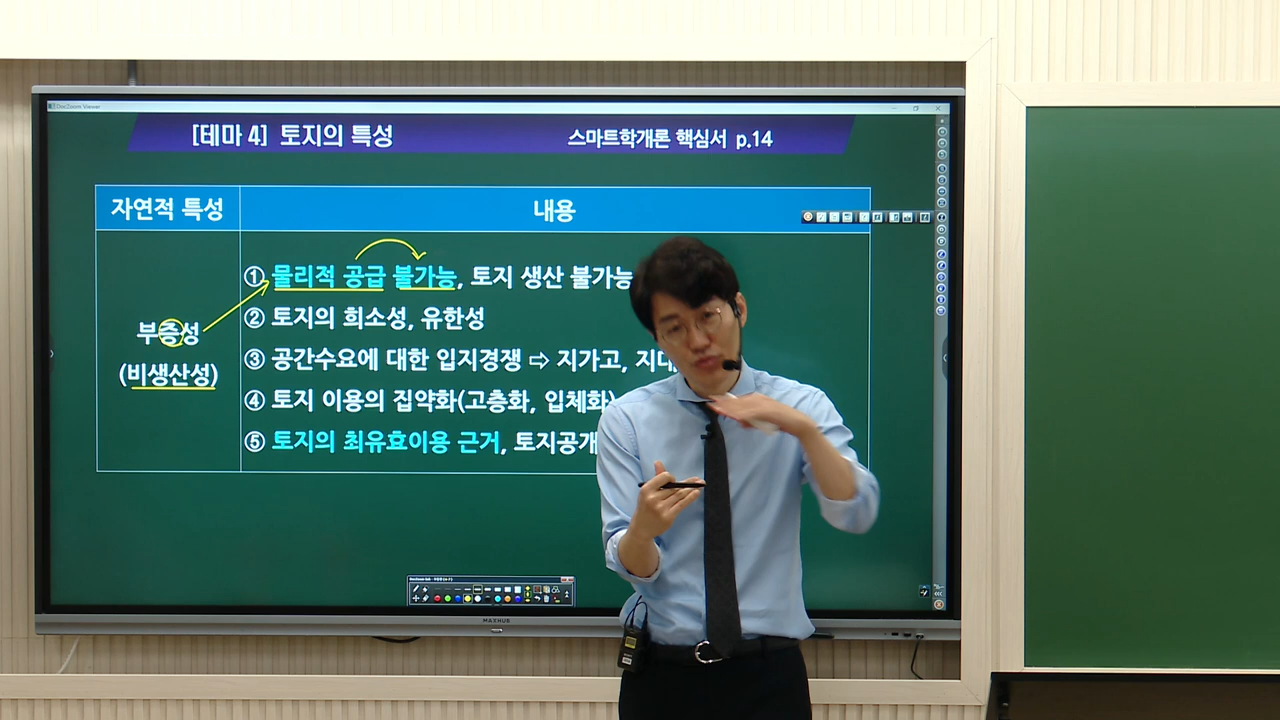 DocZoom Viewer
[테마 4] 토지의 특성
스마트학개론 핵심서 p.14
자연적 특성
내용
부증성
(비생산성)
① 물리적 공급 불가능, 토지 생산 불가능
② 토지의 희소성, 유한성
③ 공간수요에 대한 입지경쟁 ⇨ 지가고, 지대
④ 토지 이용의 집약화(고층화, 입체화)
⑤ 토지의 최유효이용 근거, 토지공개
MAXHUB